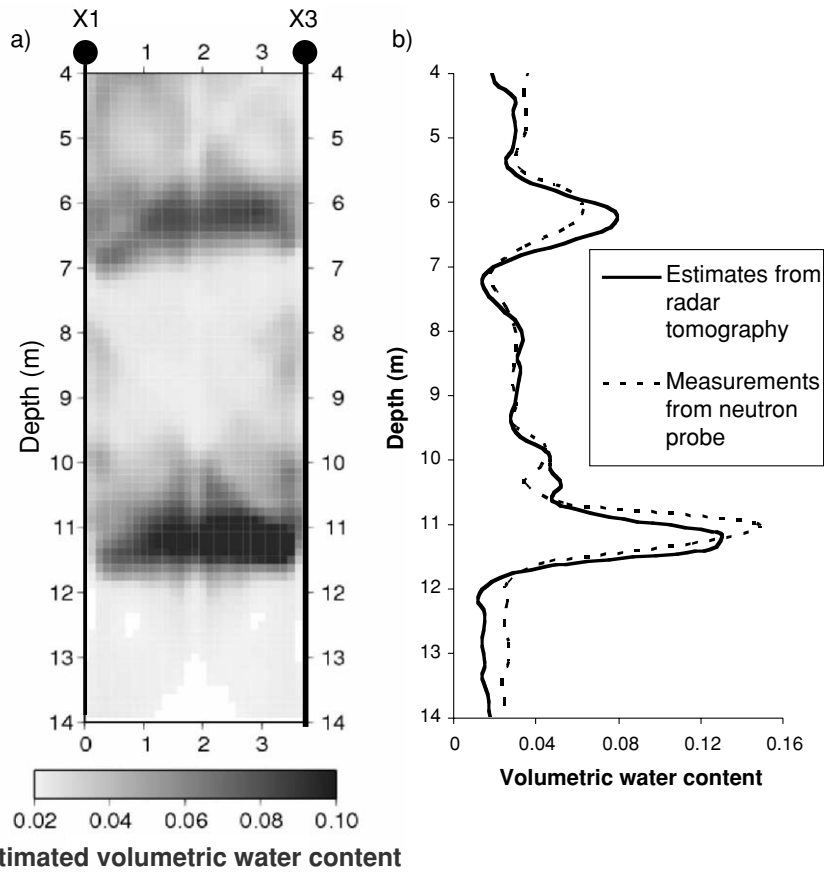 X1 X3
a)
1 2 3
4 4
5 5
6 6
7 7
8 8
9 9
10 10
11 11
12 12
13 13
14 14
Depth (m)
0 1 2 3
0.02 0.04 0.06 0.08 0.10
timated volumetric water content
b)
4
5
6
7
8
9
10
11
12
13
14
Depth (m)
Estimates from
radar
tomography
Measurements
from neutron
probe
0 0.04 0.08 0.12 0.16
Volumetric water content